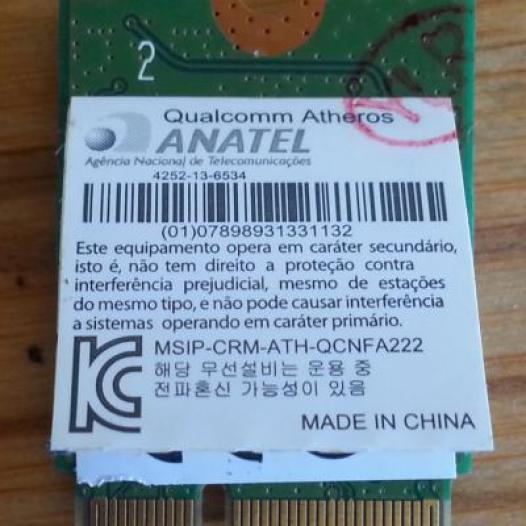 2
Qualcomm Atheros
ANATEL
Agência Nacional de Telecomunicações
4252-13-6534
(01)07898931331132
Este equipamento opera em caráter secundário,
isto é, não tem direito a proteção contra
interferência prejudicial, mesmo de estações
do mesmo tipo, e não pode causar interferência
a sistemas operando em caráter primário.
MSIP-CRM-ATH-QCNFA222
해당 무선설비는 운용 중
전파혼신 가능성이 있음
MADE IN CHINA